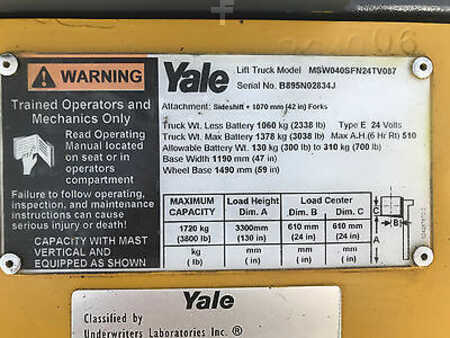 WARNING
Trained Operators and
Mechanics Only
Read Operating
Manual located
on seat or in
operators
compartment
Failure to follow operating,
inspection, and maintenance
instructions can cause
serious injury or death!
CAPACITY WITH MAST
VERTICAL AND
EQUIPPED AS SHOWN
Yale
Lift Truck Model MSW040SFN24TV087
Serial No. B895N02834J
Attachment: Sideshift + 1070 mm (42 in) Forks
Truck Wt. Less Battery 1060 kg (2338 lb) Type E 24 Volts
Truck Wt. Max Battery 1378 kg (3038 lb) Max A.H.(6 Hr Rt) 510
Allowable Battery Wt. 130 kg (300 lb) to 310 kg (700 lb)
Base Width 1190 mm (47 in)
Wheel Base 1490 mm (59 in)
MAXIMUM CAPACITY Load Height Dim. A Load Center Dim. B Dim. C
1720 kg 3300mm 610 mm 610 mm
(3800 lb) (130 in) (24 in) (24 in)
kg mm mm mm
( lb) ( in) ( in) ( in)
C
B
A
Yale
Classified by
Underwriters Laboratories Inc. ®